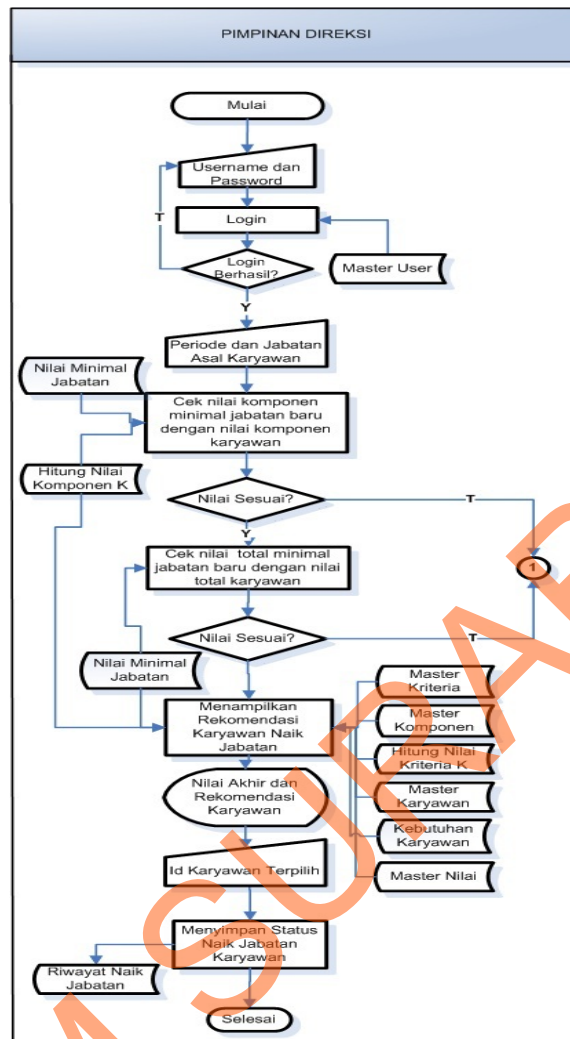 PIMPINAN DIREKSI
Mulai
Username dan
Password
T
Login
Login
Berhasil?
Master User
Y
Periode dan Jabatan
Asal Karyawan
Nilai Minimal
Jabatan
Cek nilai komponen
minimal jabatan baru
dengan nilai komponen
karyawan
Hitung Nilai
Komponen K
Nilai Sesuai?
T
Y
Cek nilai total minimal
jabatan baru dengan nilai
total karyawan
1
Nilai Sesuai?
T
Nilai Minimal
Jabatan
Menampilkan
Rekomendasi
Karyawan Naik
Jabatan
Master
Kriteria
Master
Komponen
Hitung Nilai
Kriteria K
Master
Karyawan
Kebutuhan
Karyawan
Master Nilai
Nilai Akhir dan
Rekomendasi
Karyawan
Id Karyawan Terpilih
Menyimpan Status
Naik Jabatan
Karyawan
Riwayat Naik
Jabatan
Selesai